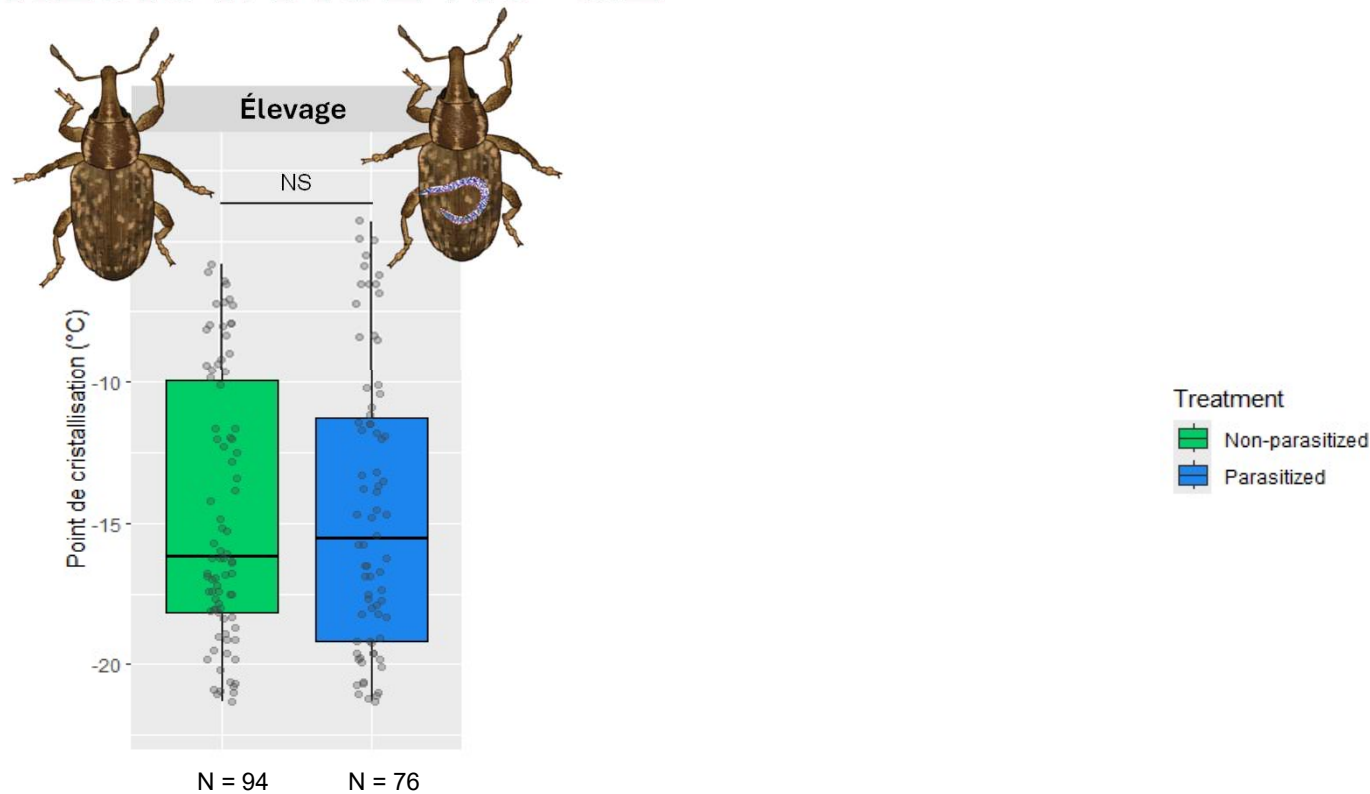 Élevage
NS
Point de cristallisation (°C)
-10
-15
-20
N = 94
N = 76
Treatment
Non-parasitized
Parasitized